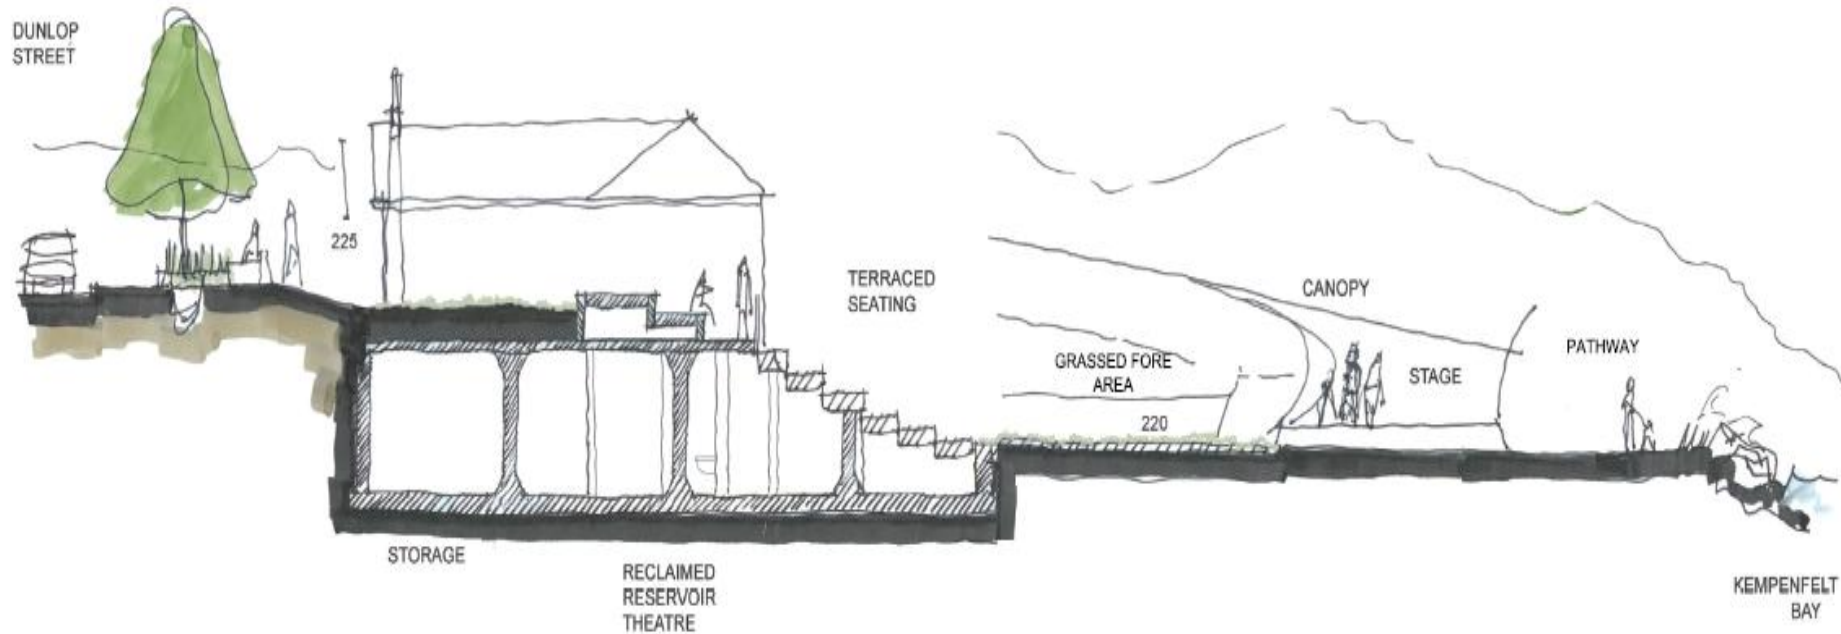 DUNLOP
STREET
225
TERRACED
SEATING
CANOPY
GRASSED FORE
AREA
220
STAGE
PATHWAY
STORAGE
RECLAIMED
RESERVOIR
THEATRE
KEMPENFELT
BAY